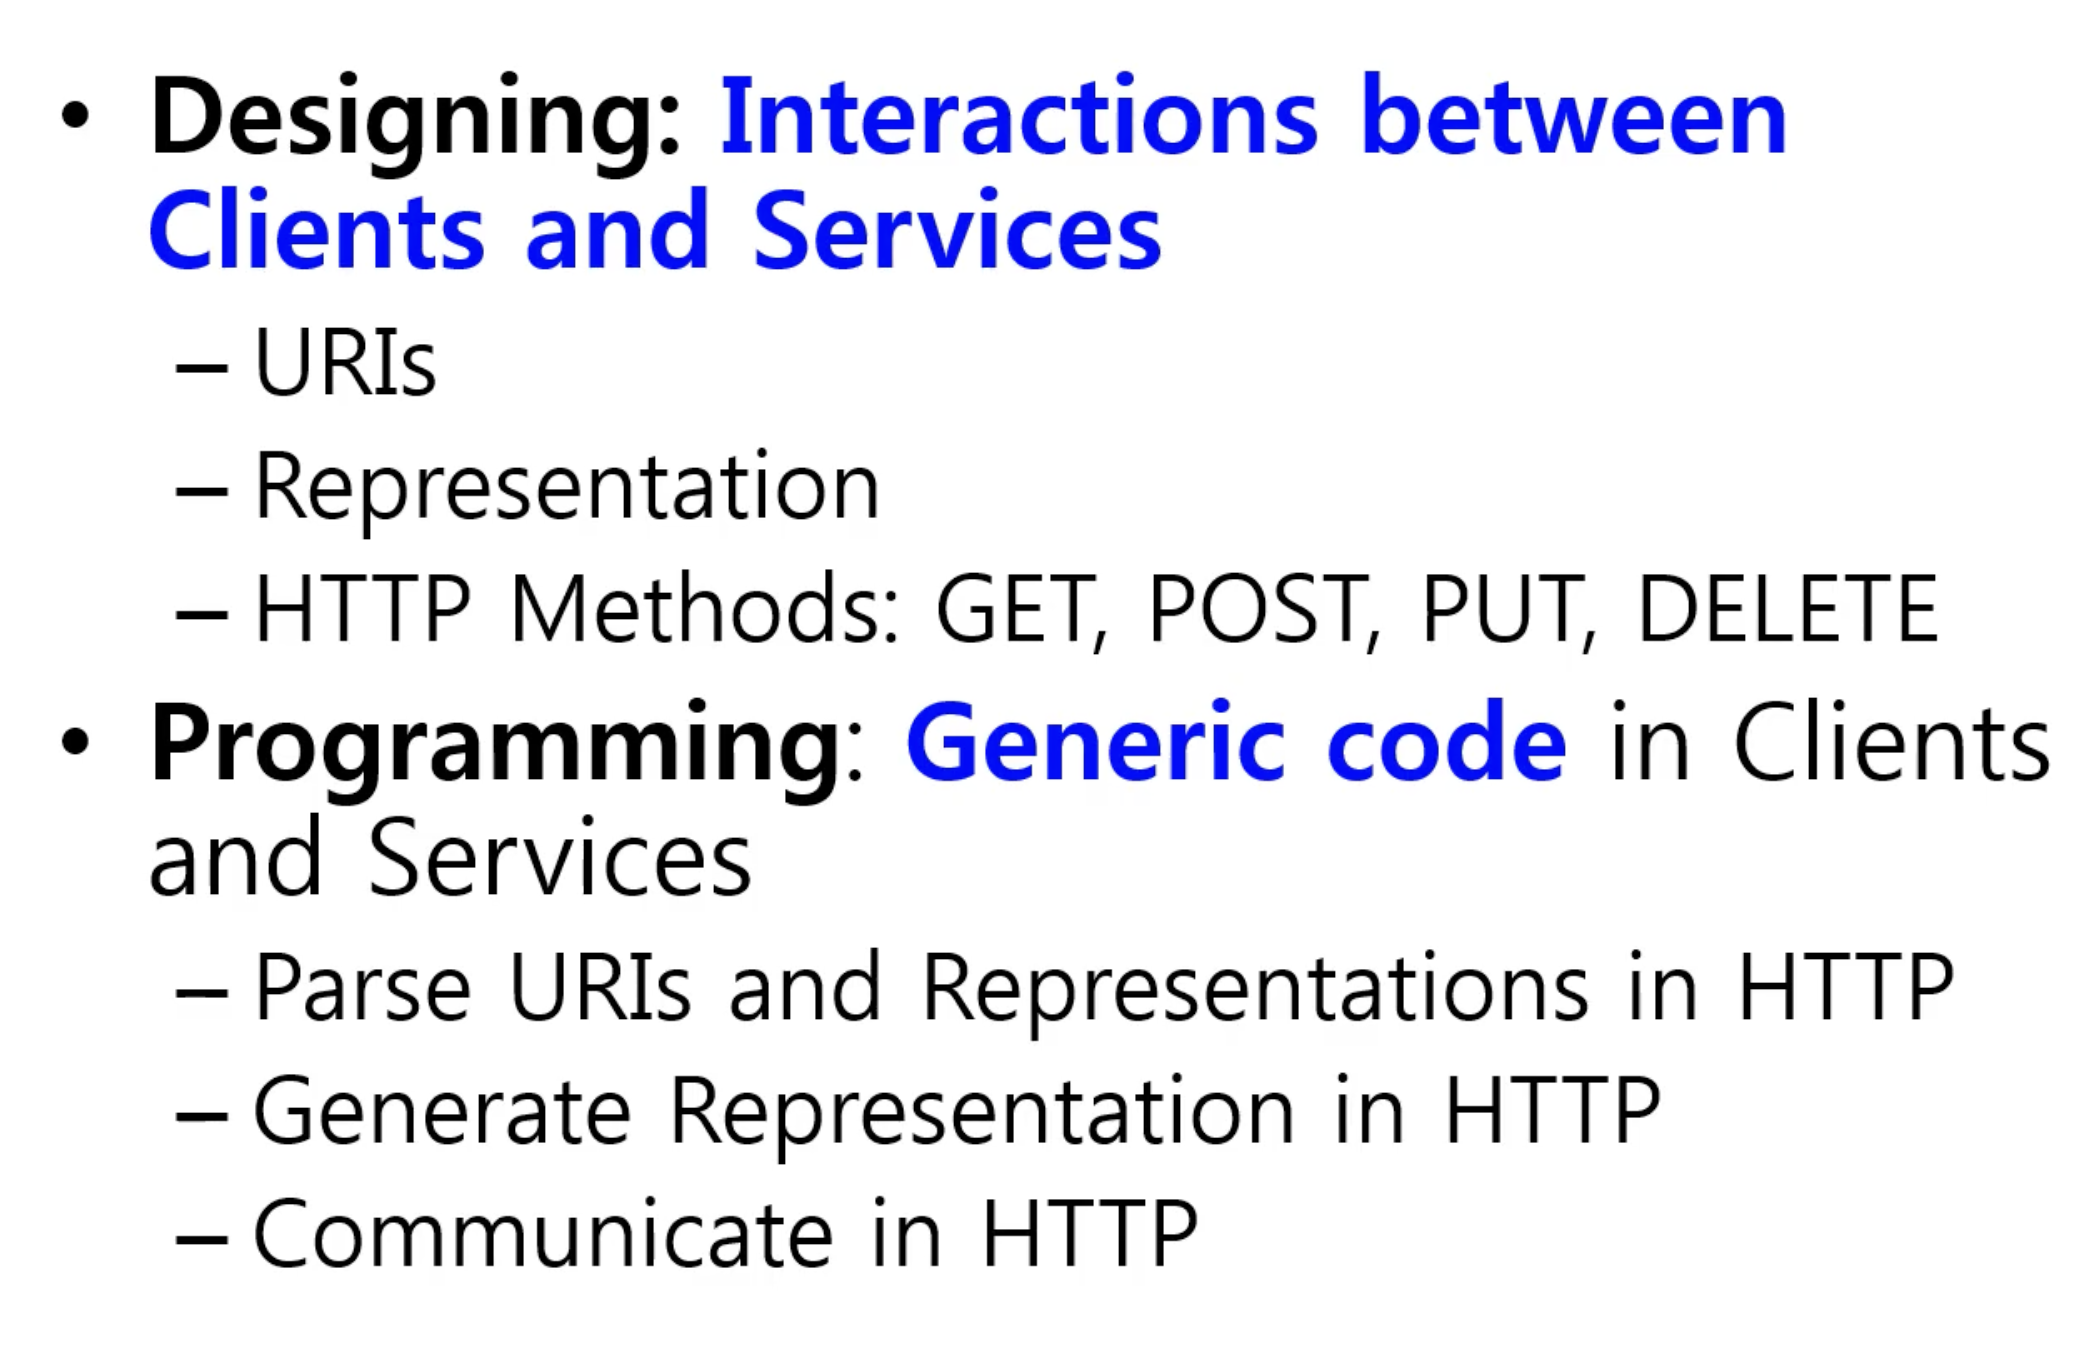 • Designing: Interactions between
Clients and Services
– URIs
– Representation
– HTTP Methods: GET, POST, PUT, DELETE
• Programming: Generic code in Clients
and Services
– Parse URIs and Representations in HTTP
– Generate Representation in HTTP
– Communicate in HTTP